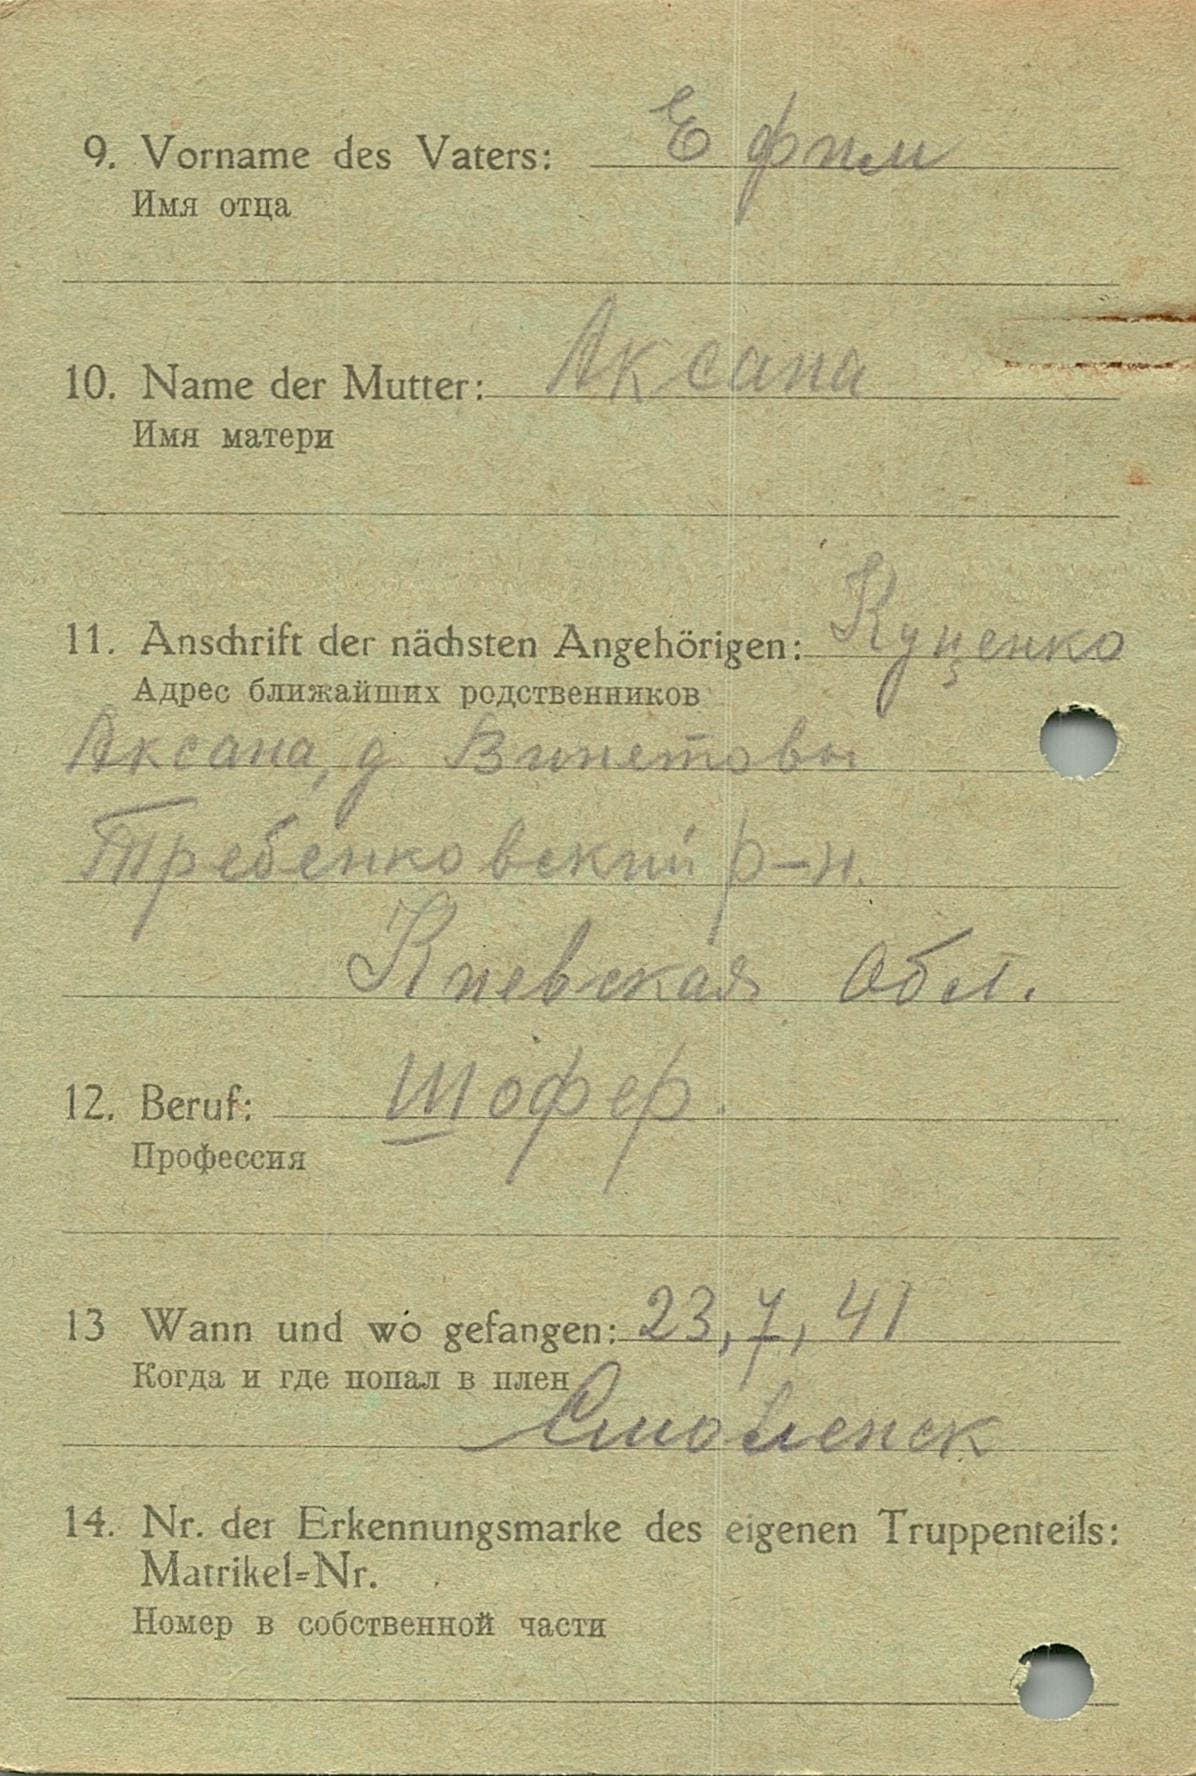 9. Vorname des Vaters: Ефим
Имя отца
10. Name der Mutter: Аксана
Имя матери
11. Anschrift der nächsten Angehörigen: Куценко
Адрес ближайших родственников
Аксана, д Винетовы
Требенковский р-н.
Киевская Обл.
12. Beruf: Шофер.
Профессия
13 Wann und wo gefangen: 23,7,41
Когда и где попал в плен
Смоленск
14. Nr. der Erkennungsmarke des eigenen Truppenteils:
Matrikel=Nr.
Номер в собственной части